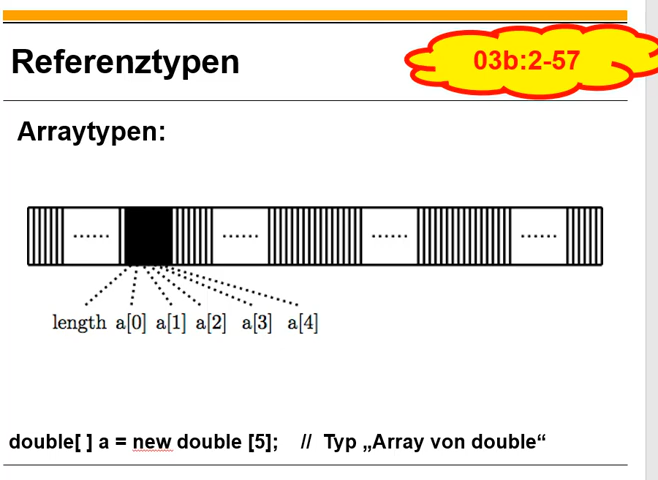 Referenztypen
03b:2-57
Arraytypen:
...... ...... ...... ......
length a[0] a[1] a[2] a[3] a[4]
double[ ] a = new double [5]; // Typ „Array von double“